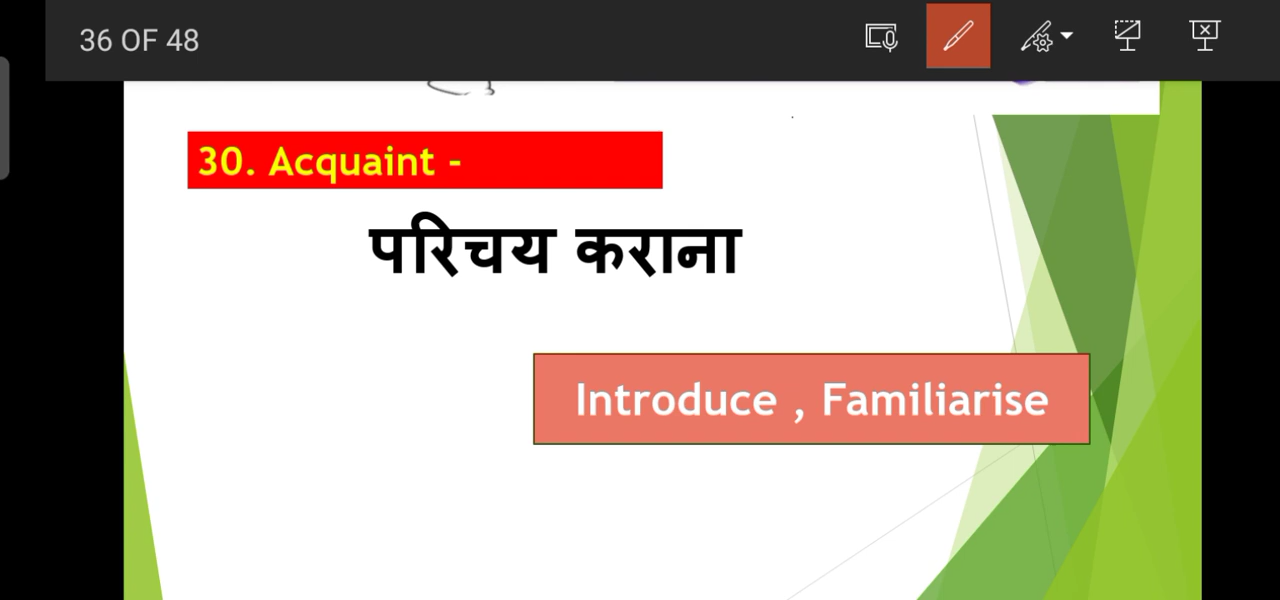 36 OF 48
30. Acquaint -
परिचय कराना
Introduce , Familiarise